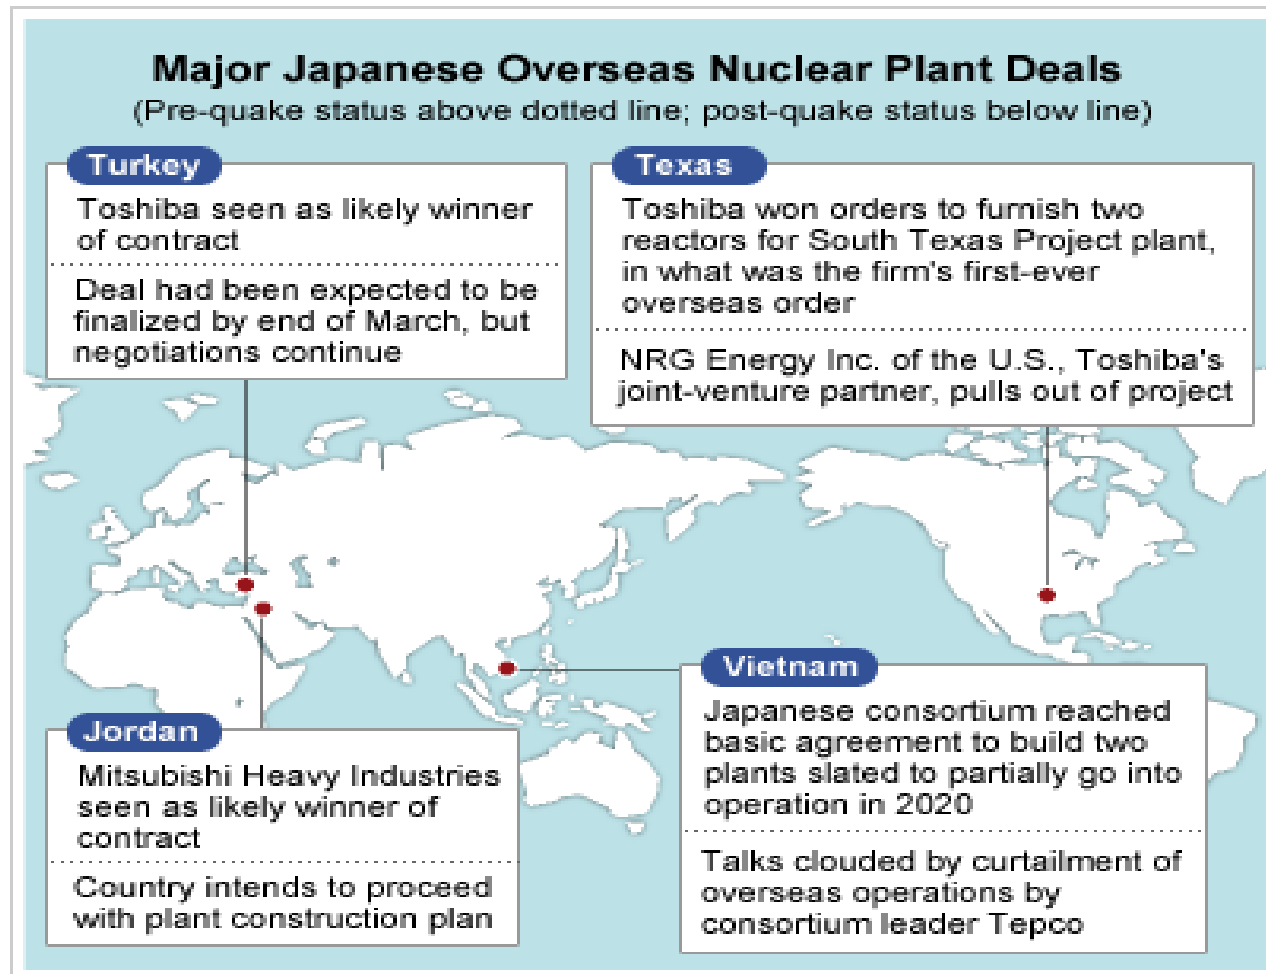 Major Japanese Overseas Nuclear Plant Deals
(Pre-quake status above dotted line; post-quake status below line)
Turkey
Toshiba seen as likely winner
of contract
Deal had been expected to be
finalized by end of March, but
negotiations continue
Texas
Toshiba won orders to furnish two
reactors for South Texas Project plant,
in what was the firm's first-ever
overseas order
NRG Energy Inc. of the U.S., Toshiba's
joint-venture partner, pulls out of project
Jordan
Mitsubishi Heavy Industries
seen as likely winner of
contract
Country intends to proceed
with plant construction plan
Vietnam
Japanese consortium reached
basic agreement to build two
plants slated to partially go into
operation in 2020
Talks clouded by curtailment of
overseas operations by
consortium leader Tepco